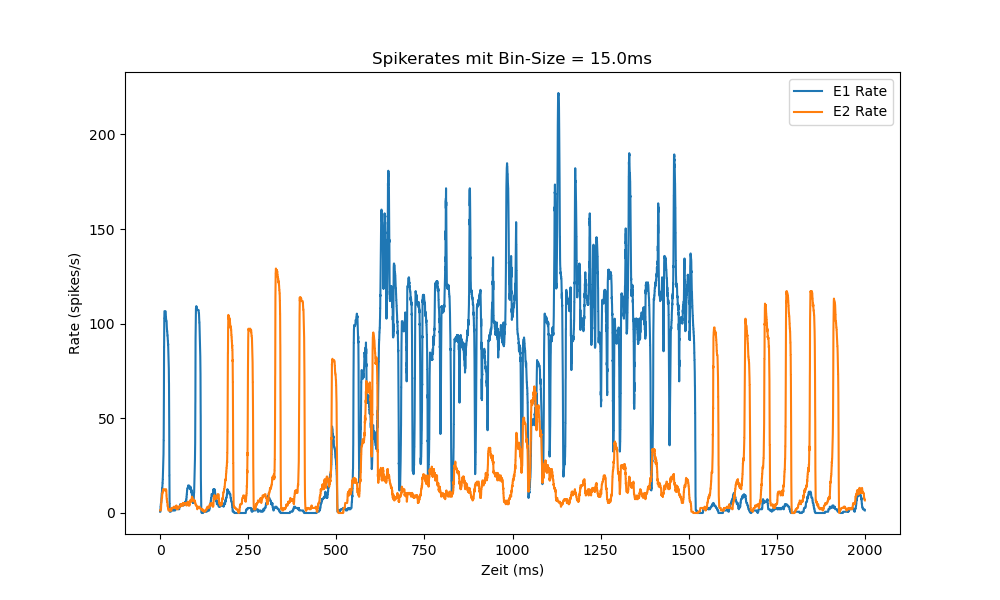 Spikerates mit Bin-Size = 15.0ms
E1 Rate
E2 Rate
Rate (spikes/s)
200
150
100
50
0
0 250 500 750 1000 1250 1500 1750 2000
Zeit (ms)